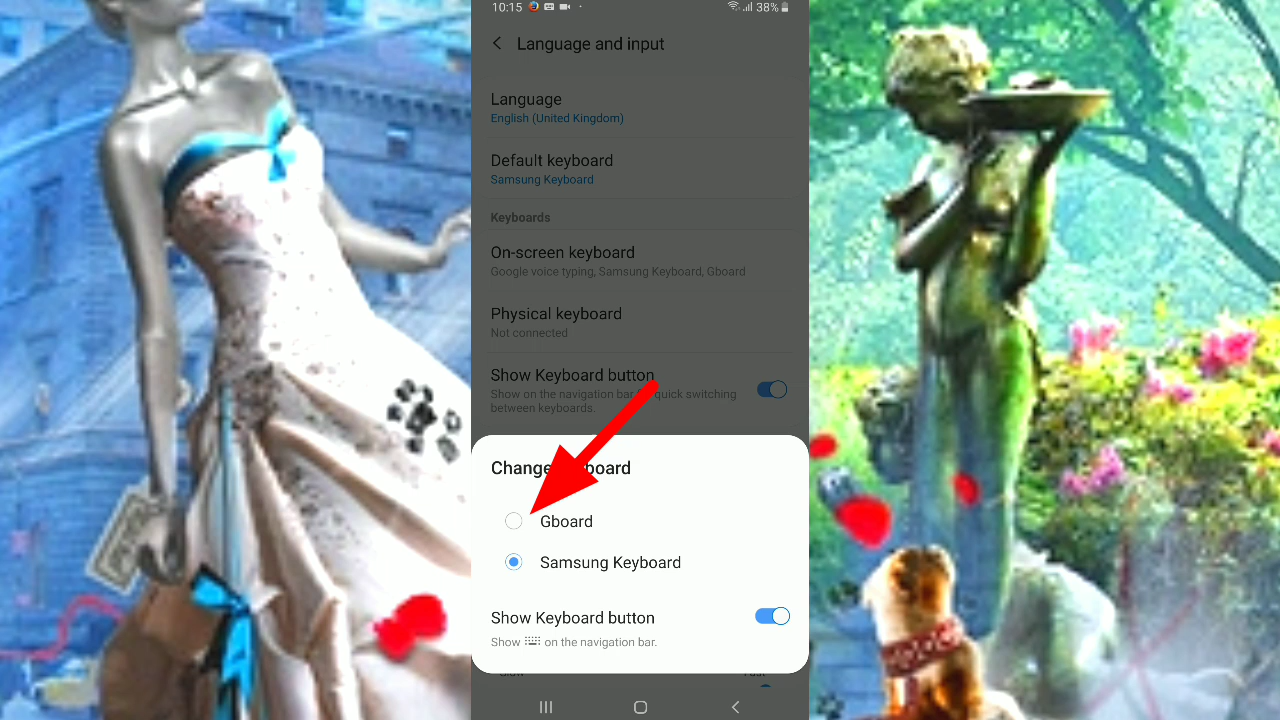 10:15
38%
Language and input
Language
English (United Kingdom)
Default keyboard
Samsung Keyboard
Keyboards
On-screen keyboard
Google voice typing, Samsung Keyboard, Gboard
Physical keyboard
Not connected
Show Keyboard button
Show on the navigation bar quick switching
between keyboards.
Change board
Gboard
Samsung Keyboard
Show Keyboard button
Show on the navigation bar.